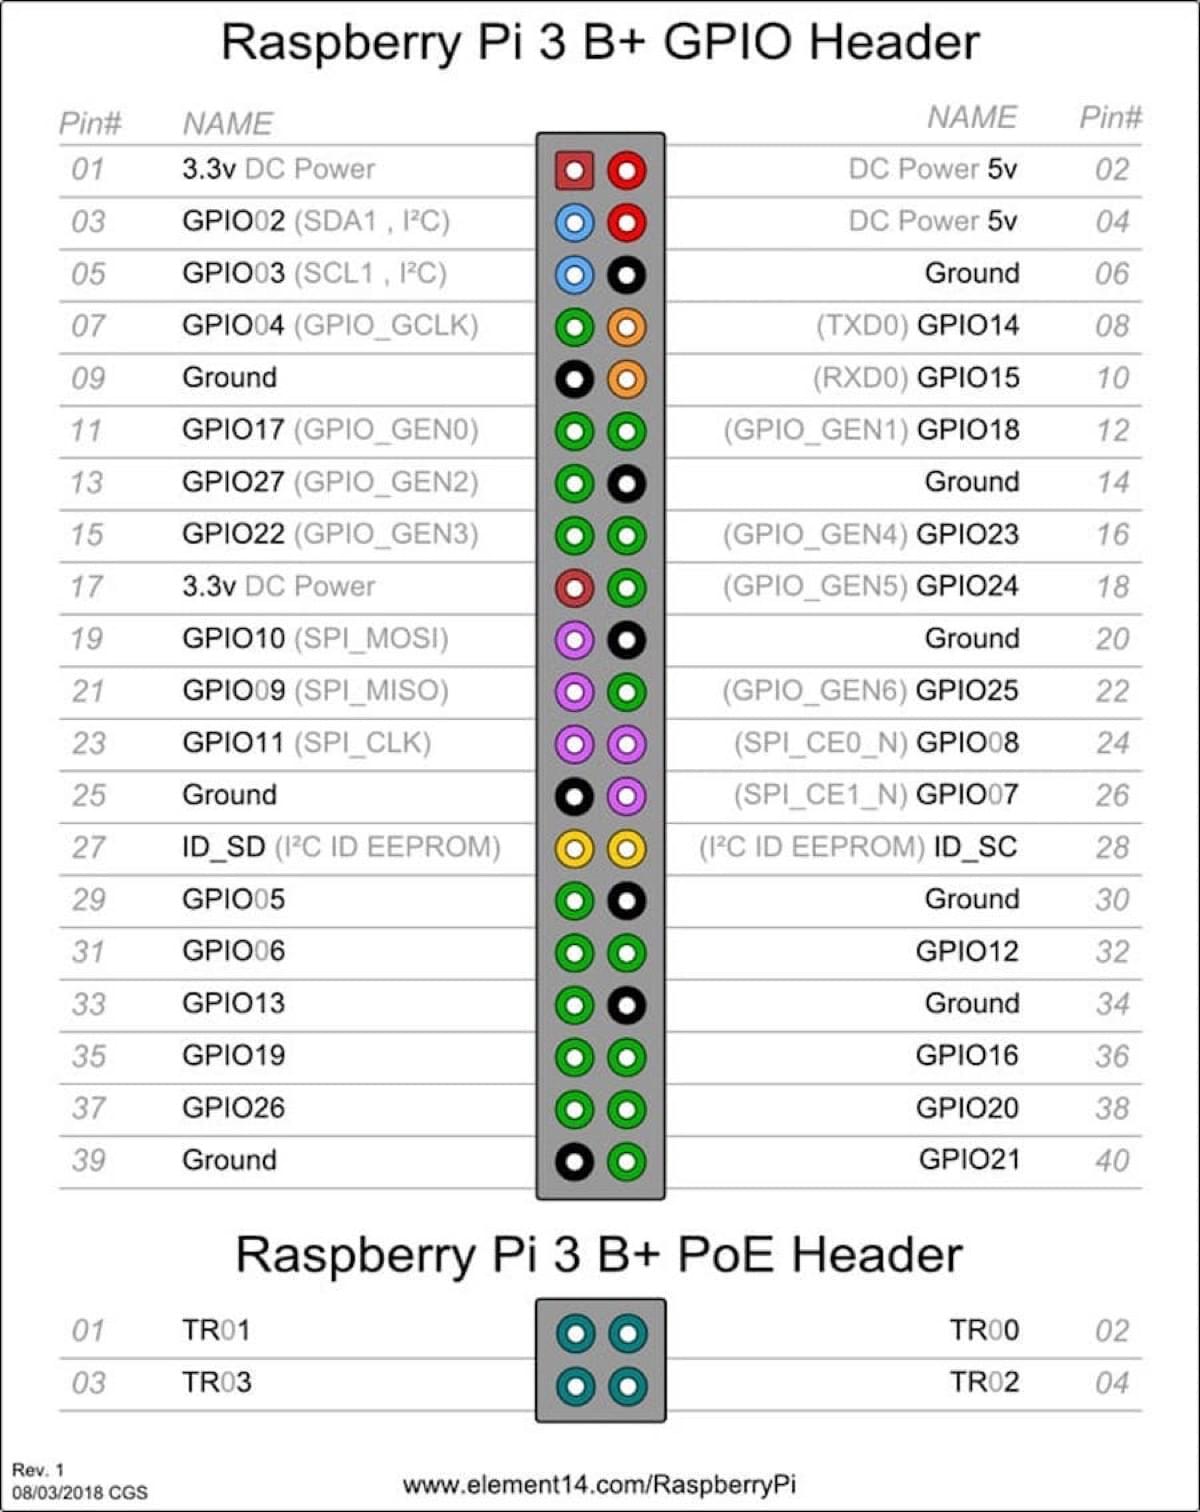 Raspberry Pi 3 B+ GPIO Header
Pin# NAME NAME Pin#
01 3.3v DC Power DC Power 5v 02
03 GPIO02 (SDA1 , I²C) DC Power 5v 04
05 GPIO03 (SCL1 , I²C) Ground 06
07 GPIO04 (GPIO_GCLK) (TXD0) GPIO14 08
09 Ground (RXD0) GPIO15 10
11 GPIO17 (GPIO_GEN0) (GPIO_GEN1) GPIO18 12
13 GPIO27 (GPIO_GEN2) Ground 14
15 GPIO22 (GPIO_GEN3) (GPIO_GEN4) GPIO23 16
17 3.3v DC Power (GPIO_GEN5) GPIO24 18
19 GPIO10 (SPI_MOSI) Ground 20
21 GPIO09 (SPI_MISO) (GPIO_GEN6) GPIO25 22
23 GPIO11 (SPI_CLK) (SPI_CE0_N) GPIO08 24
25 Ground (SPI_CE1_N) GPIO07 26
27 ID_SD (I²C ID EEPROM) (I²C ID EEPROM) ID_SC 28
29 GPIO05 Ground 30
31 GPIO06 GPIO12 32
33 GPIO13 Ground 34
35 GPIO19 GPIO16 36
37 GPIO26 GPIO20 38
39 Ground GPIO21 40
Raspberry Pi 3 B+ PoE Header
01 TR01 TR00 02
03 TR03 TR02 04
Rev. 1
08/03/2018 CGS www.element14.com/RaspberryPi